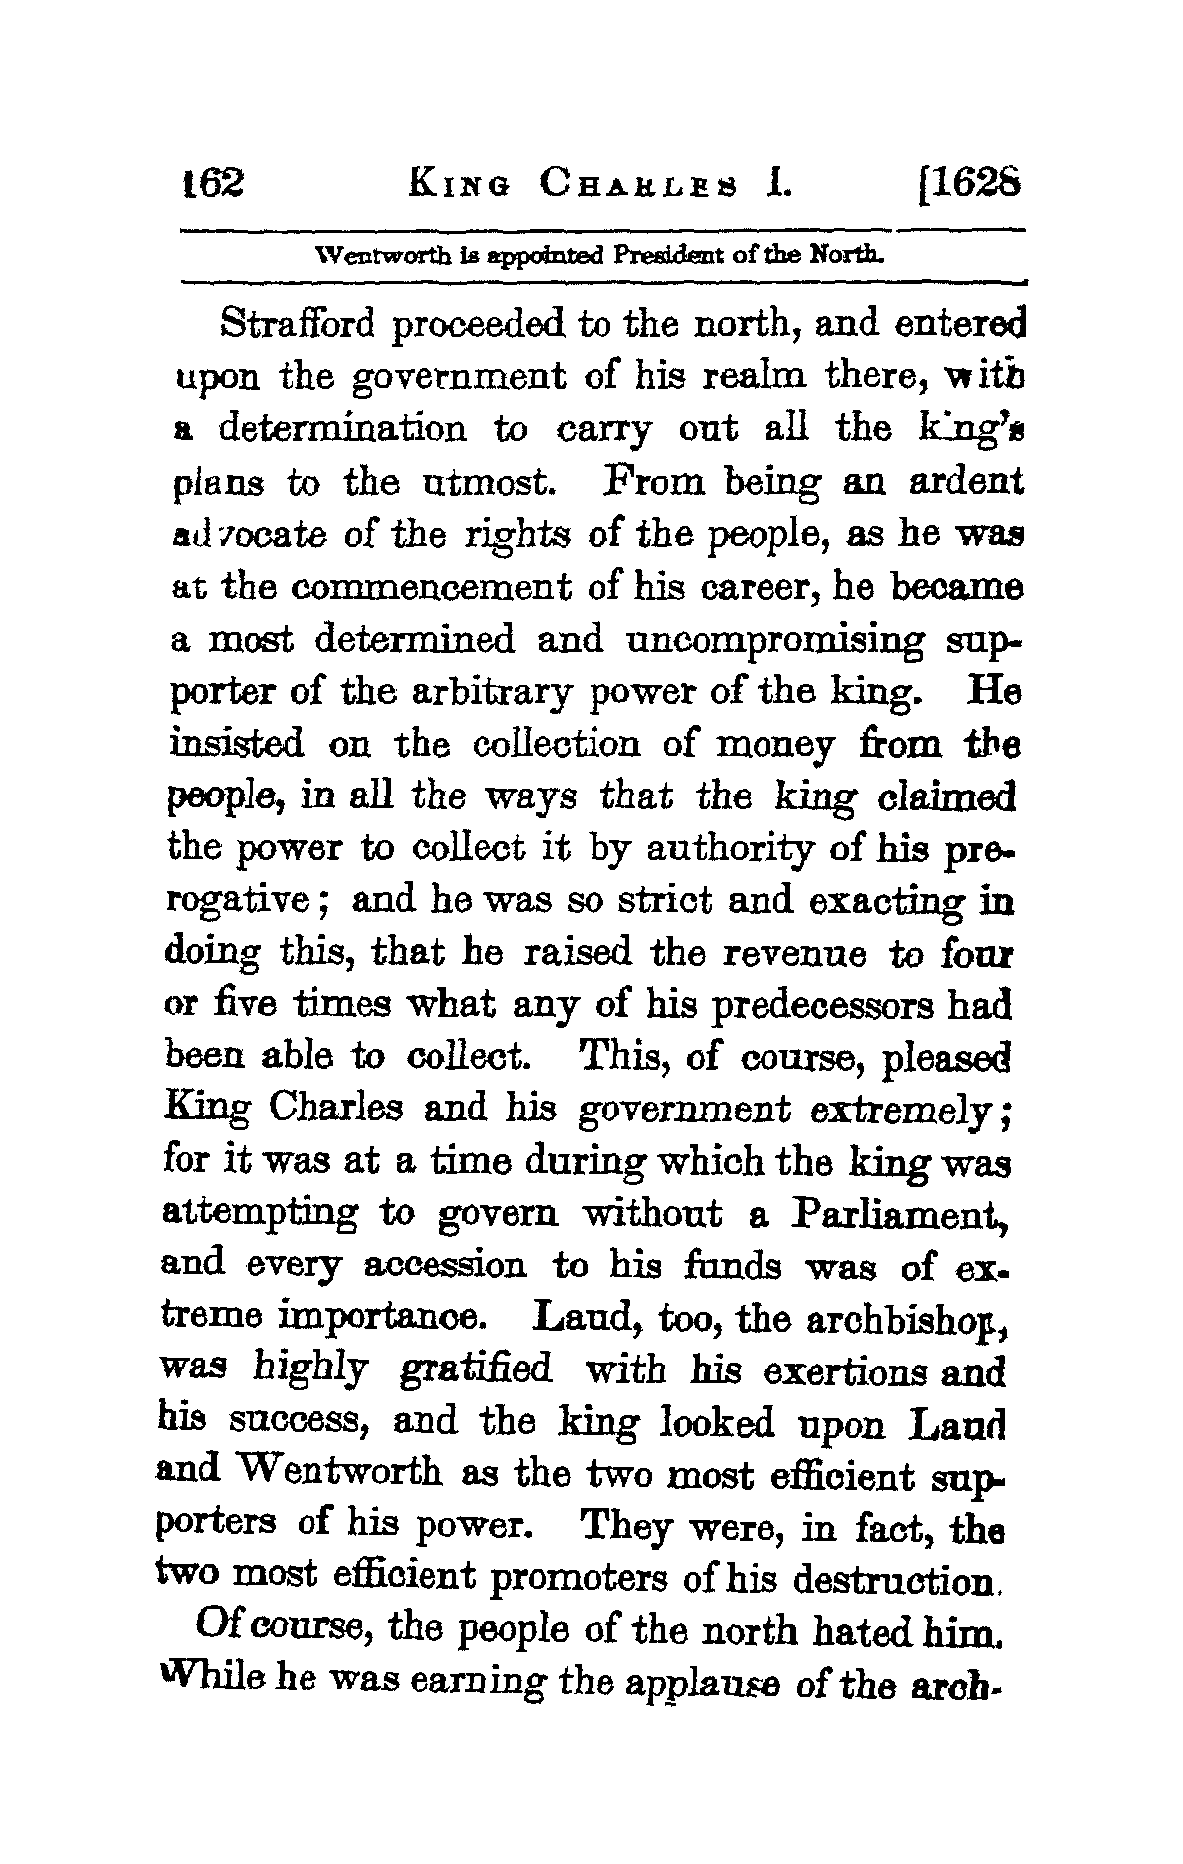 162 King Charles I. [1628
Wentworth is appointed President of the North.
Strafford proceeded to the north, and entered
upon the government of his realm there, with
a determination to carry out all the king's
plans to the utmost. From being an ardent
advocate of the rights of the people, as he was
at the commencement of his career, he became
a most determined and uncompromising sup-
porter of the arbitrary power of the king. He
insisted on the collection of money from the
people, in all the ways that the king claimed
the power to collect it by authority of his pre-
rogative; and he was so strict and exacting in
doing this, that he raised the revenue to four
or five times what any of his predecessors had
been able to collect. This, of course, pleased
King Charles and his government extremely;
for it was at a time during which the king was
attempting to govern without a Parliament,
and every accession to his funds was of ex-
treme importance. Laud, too, the archbishop,
was highly gratified with his exertions and
his success, and the king looked upon Laud
and Wentworth as the two most efficient sup-
porters of his power. They were, in fact, the
two most efficient promoters of his destruction.
Of course, the people of the north hated him.
While he was earning the applause of the arch-